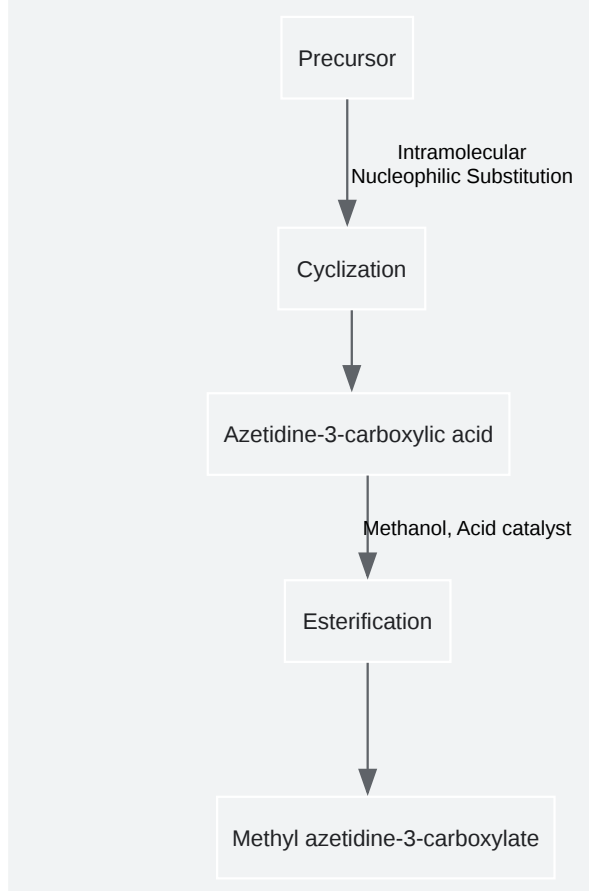 Precursor
Intramolecular
Nucleophilic Substitution
Cyclization
Azetidine-3-carboxylic acid
Methanol, Acid catalyst
Esterification
Methyl azetidine-3-carboxylate